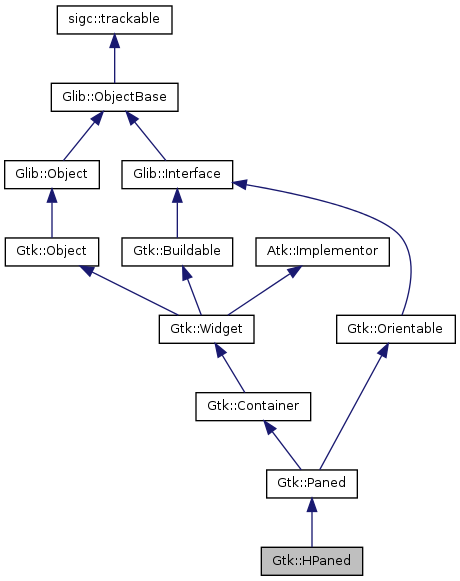 sigc::trackable
Glib::ObjectBase
Glib::Object
Glib::Interface
Gtk::Object
Gtk::Buildable
Atk::Implementor
Gtk::Widget
Gtk::Orientable
Gtk::Container
Gtk::Paned
Gtk::HPaned